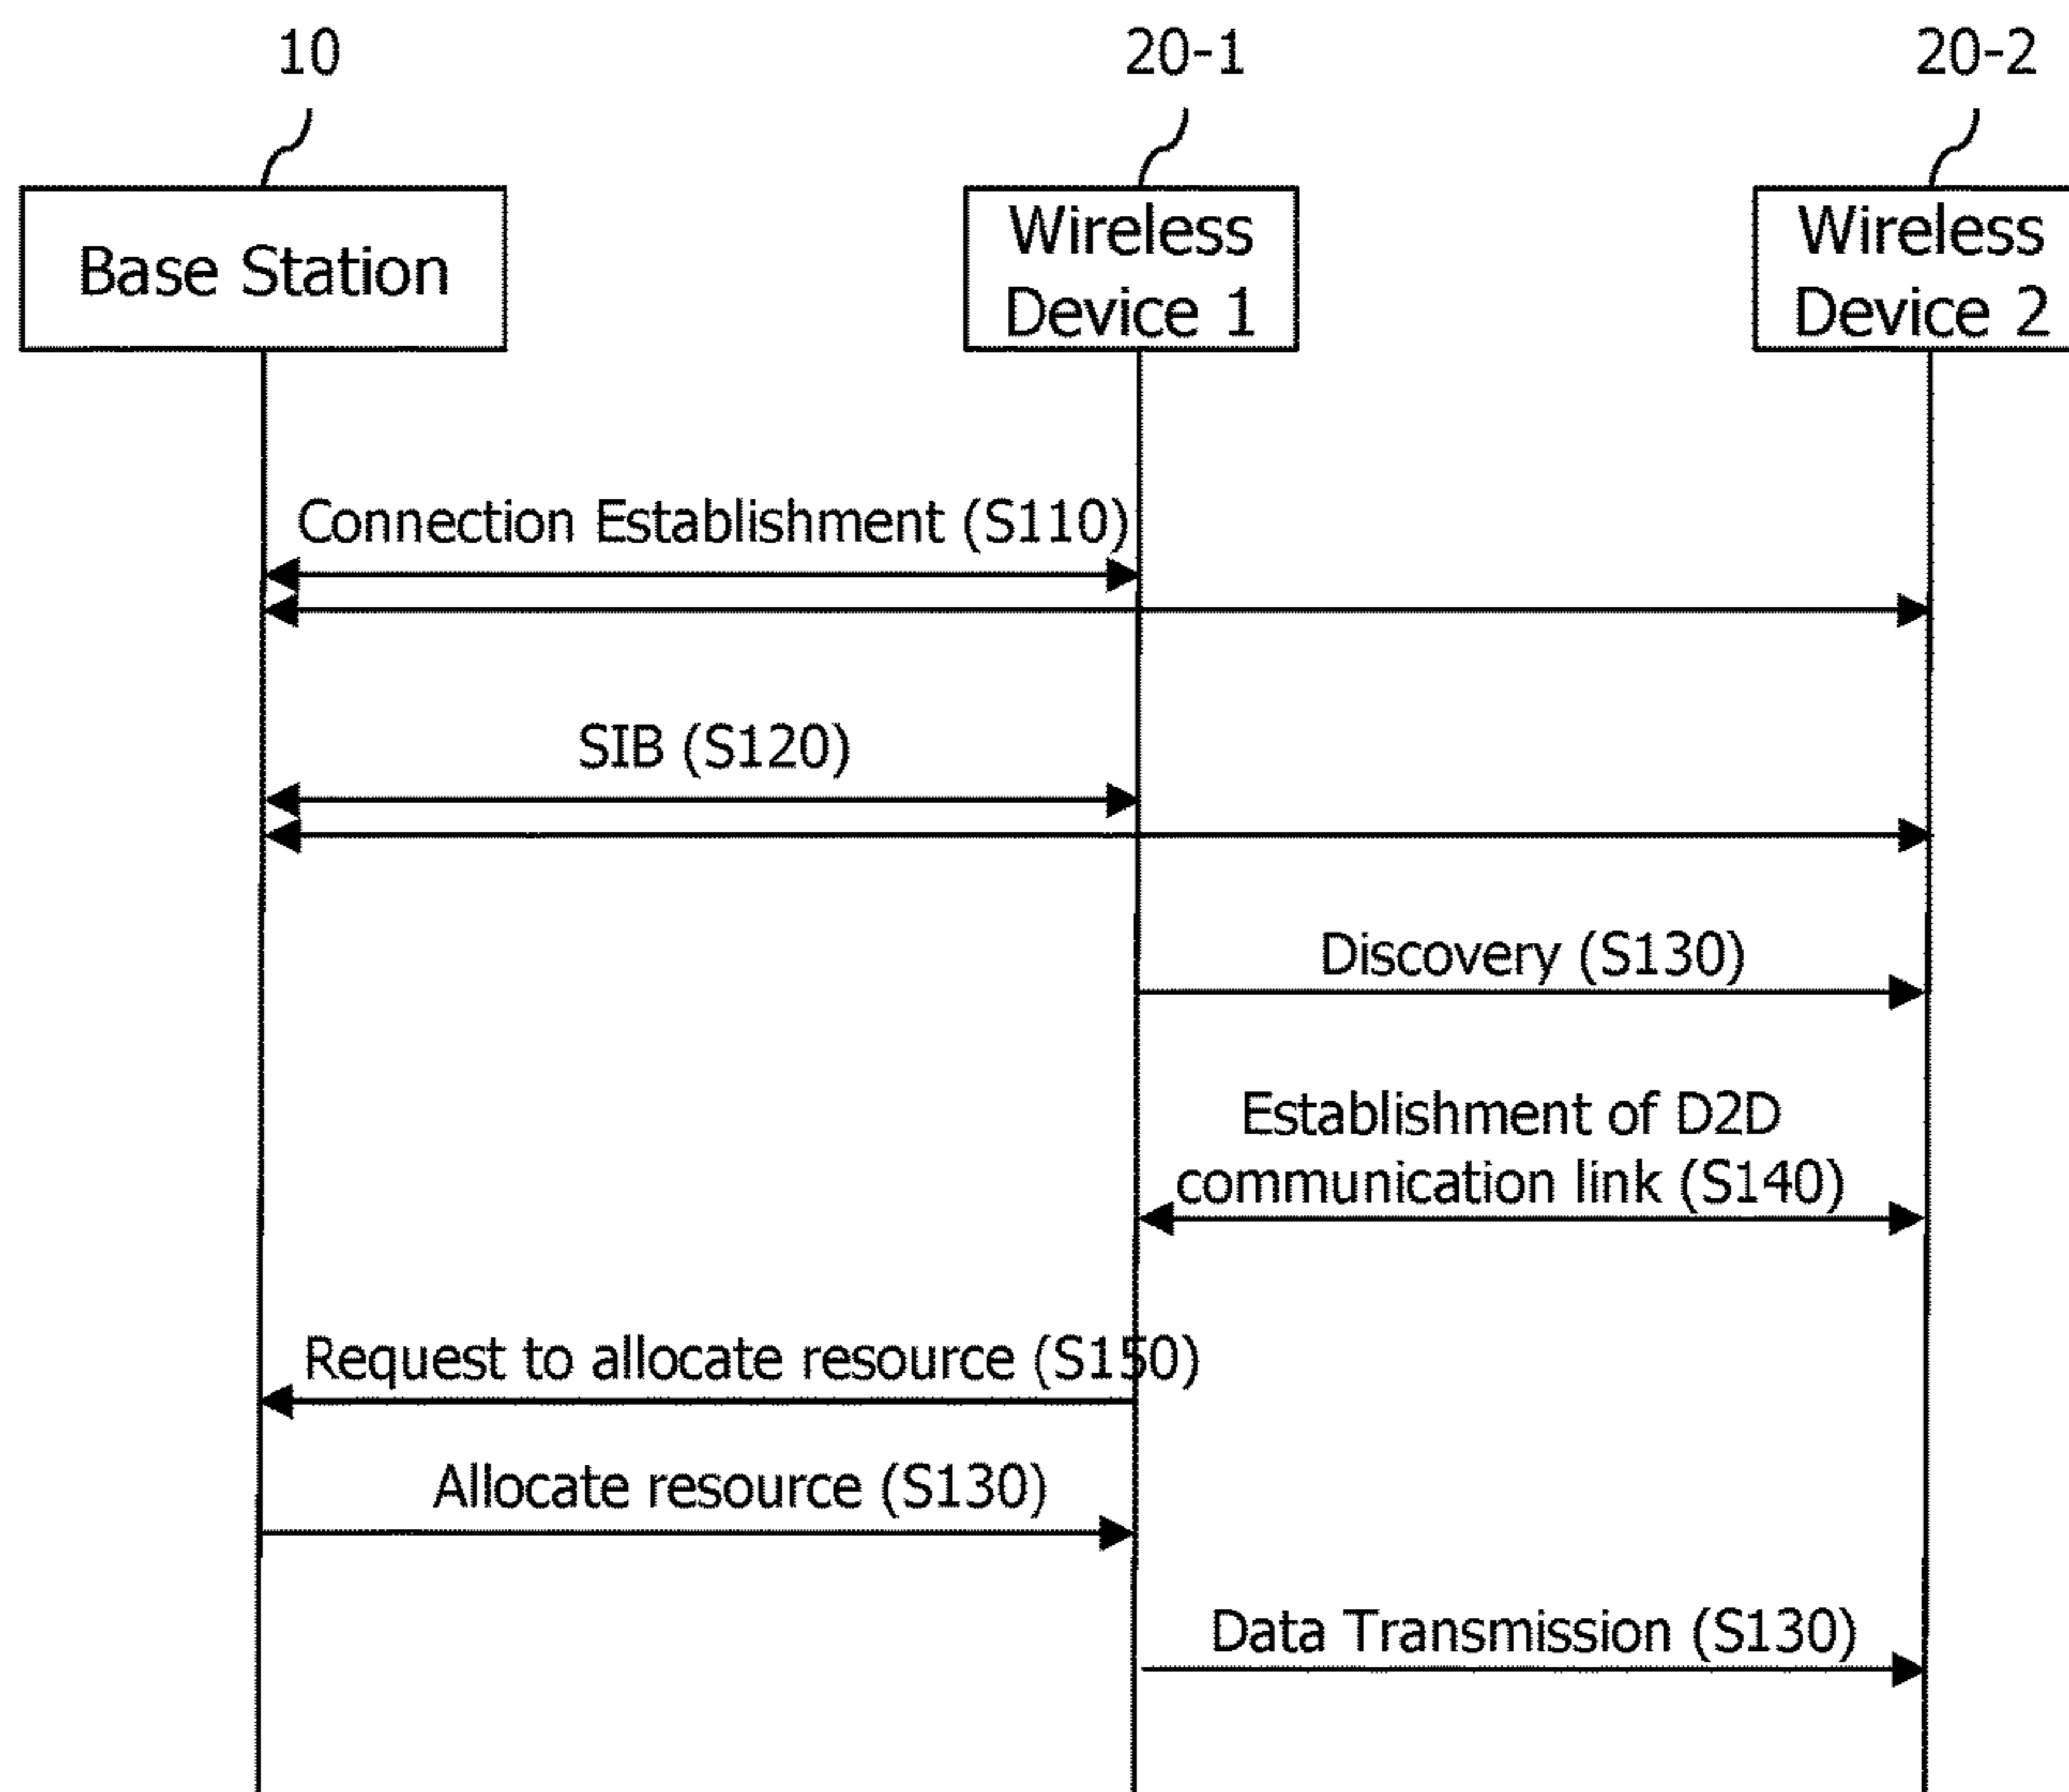 10
20-1
20-2
Base Station
Wireless
Device 1
Wireless
Device 2
Connection Establishment (S110)
SIB (S120)
Discovery (S130)
Establishment of D2D
communication link (S140)
Request to allocate resource (S150)
Allocate resource (S130)
Data Transmission (S130)